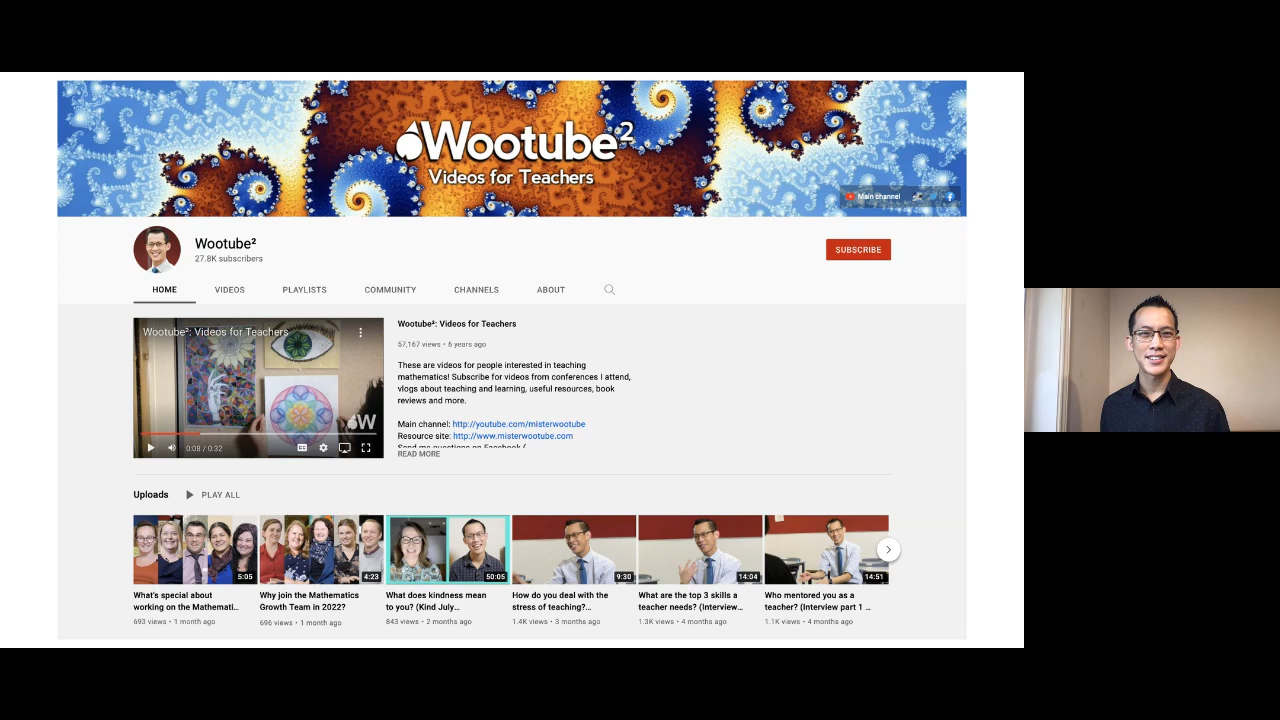 Wootube²
Videos for Teachers
Main channel
Wootube²
27.8K subscribers
SUBSCRIBE
HOME VIDEOS PLAYLISTS COMMUNITY CHANNELS ABOUT
Wootube²: Videos for Teachers
W
0:08 / 0:32
Wootube²: Videos for Teachers
57,167 views • 6 years ago
These are videos for people interested in teaching
mathematics! Subscribe for videos from conferences I attend,
vlogs about teaching and learning, useful resources, book
reviews and more.
Main channel: http://youtube.com/misterwootube
Resource site: http://www.misterwootube.com
Send me questions on Facebook (
READ MORE
Uploads PLAY ALL
5:05 4:23 50:05 9:30 14:04 14:51
What's special about
working on the Mathemati...
693 views • 1 month ago
Why join the Mathematics
Growth Team in 2022?
696 views • 1 month ago
What does kindness mean
to you? (Kind July...
843 views • 2 months ago
How do you deal with the
stress of teaching?...
1.4K views • 3 months ago
What are the top 3 skills a
teacher needs? (Interview...
1.3K views • 4 months ago
Who mentored you as a
teacher? (Interview part 1 ...
1.1K views • 4 months ago